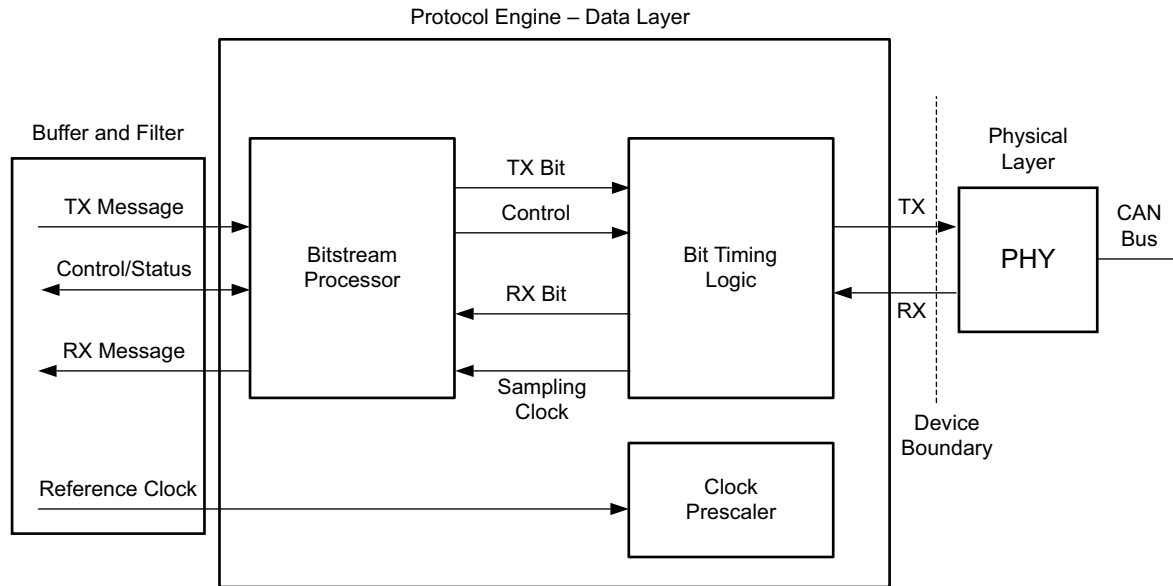 Protocol Engine – Data Layer
Buffer and Filter
TX Message
Control/Status
RX Message
Reference Clock
Bitstream
Processor
TX Bit
Control
RX Bit
Sampling
Clock
Bit Timing
Logic
Clock
Prescaler
TX
RX
Device
Boundary
Physical
Layer
PHY
CAN
Bus